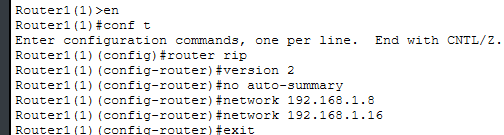 Router1(1)>en
Router1(1)#conf t
Enter configuration commands, one per line.  End with CNTL/Z.
Router1(1)(config)#router rip
Router1(1)(config-router)#version 2
Router1(1)(config-router)#no auto-summary
Router1(1)(config-router)#network 192.168.1.8
Router1(1)(config-router)#network 192.168.1.16
Router1(1)(config-router)#exit